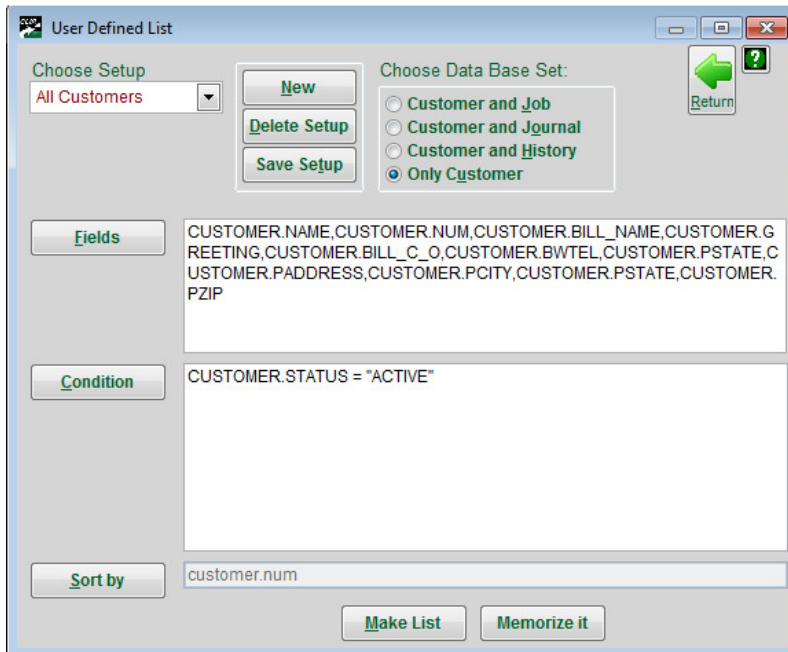 User Defined List
Choose Setup
All Customers
New
Delete Setup
Save Setup
Choose Data Base Set:
Customer and Job
Customer and Journal
Customer and History
Only Customer
Return
?
Fields
CUSTOMER.NAME,CUSTOMER.NUM,CUSTOMER.BILL_NAME,CUSTOMER.G
REETING,CUSTOMER.BILL_C_O,CUSTOMER.BWTEL,CUSTOMER.PSTATE,C
USTOMER.PADDRESS,CUSTOMER.PCITY,CUSTOMER.PSTATE,CUSTOMER.
PZIP
Condition
CUSTOMER.STATUS = "ACTIVE"
Sort by
customer.num
Make List
Memorize it